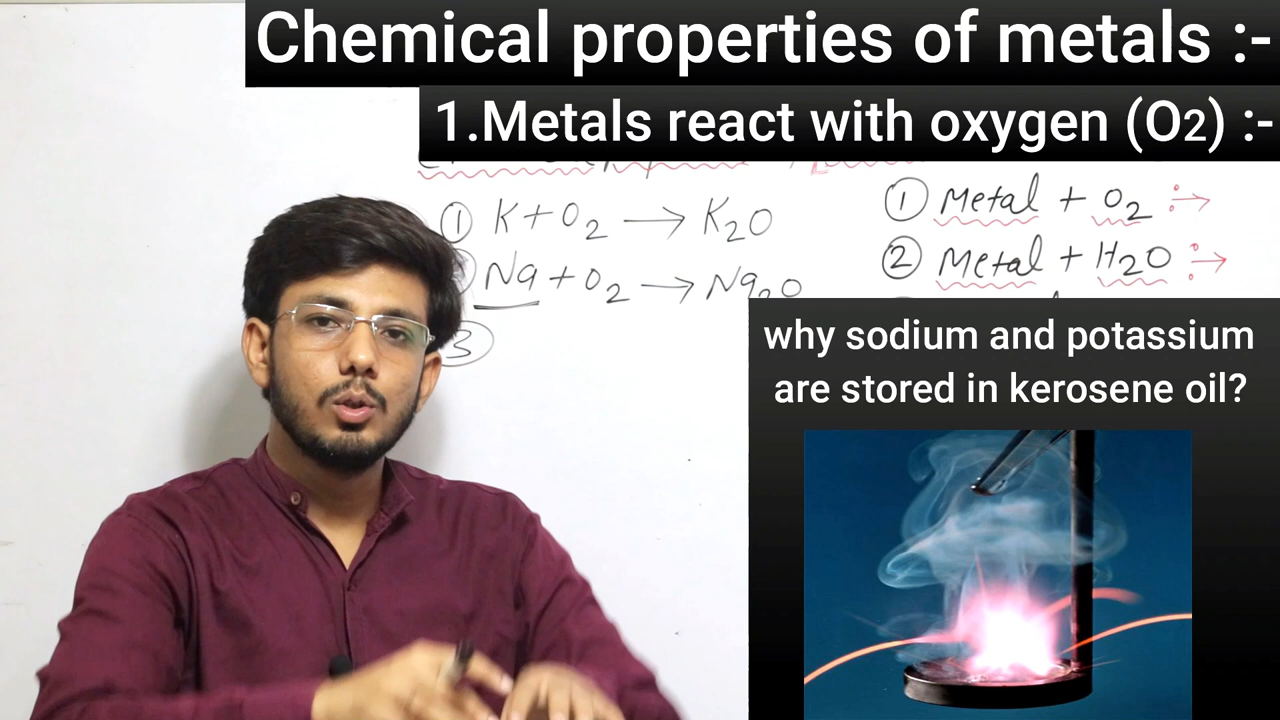 Chemical properties of metals :-
1.Metals react with oxygen (O2) :-
① K + O2 → K2O
Na + O2 → Na2O
③
① Metal + O2 :→
② Metal + H2O :→
why sodium and potassium
are stored in kerosene oil?